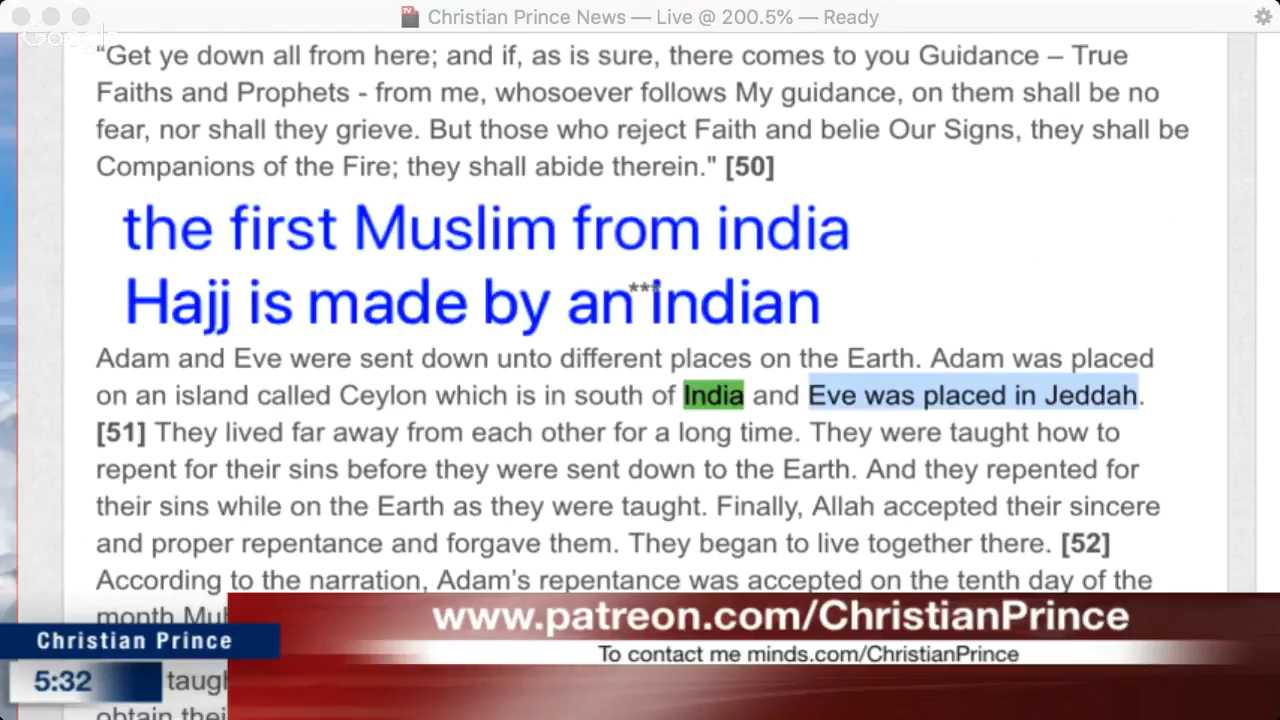 Christian Prince News — Live @ 200.5% — Ready
Google
“Get ye down all from here; and if, as is sure, there comes to you Guidance – True
Faiths and Prophets - from me, whosoever follows My guidance, on them shall be no
fear, nor shall they grieve. But those who reject Faith and belie Our Signs, they shall be
Companions of the Fire; they shall abide therein." [50]
the first Muslim from india
Hajj is made by an indian
***
Adam and Eve were sent down unto different places on the Earth. Adam was placed
on an island called Ceylon which is in south of India and Eve was placed in Jeddah.
[51] They lived far away from each other for a long time. They were taught how to
repent for their sins before they were sent down to the Earth. And they repented for
their sins while on the Earth as they were taught. Finally, Allah accepted their sincere
and proper repentance and forgave them. They began to live together there. [52]
According to the narration, Adam’s repentance was accepted on the tenth day of the
month
www.patreon.com/ChristianPrince
Christian Prince
To contact me minds.com/ChristianPrince
5:32